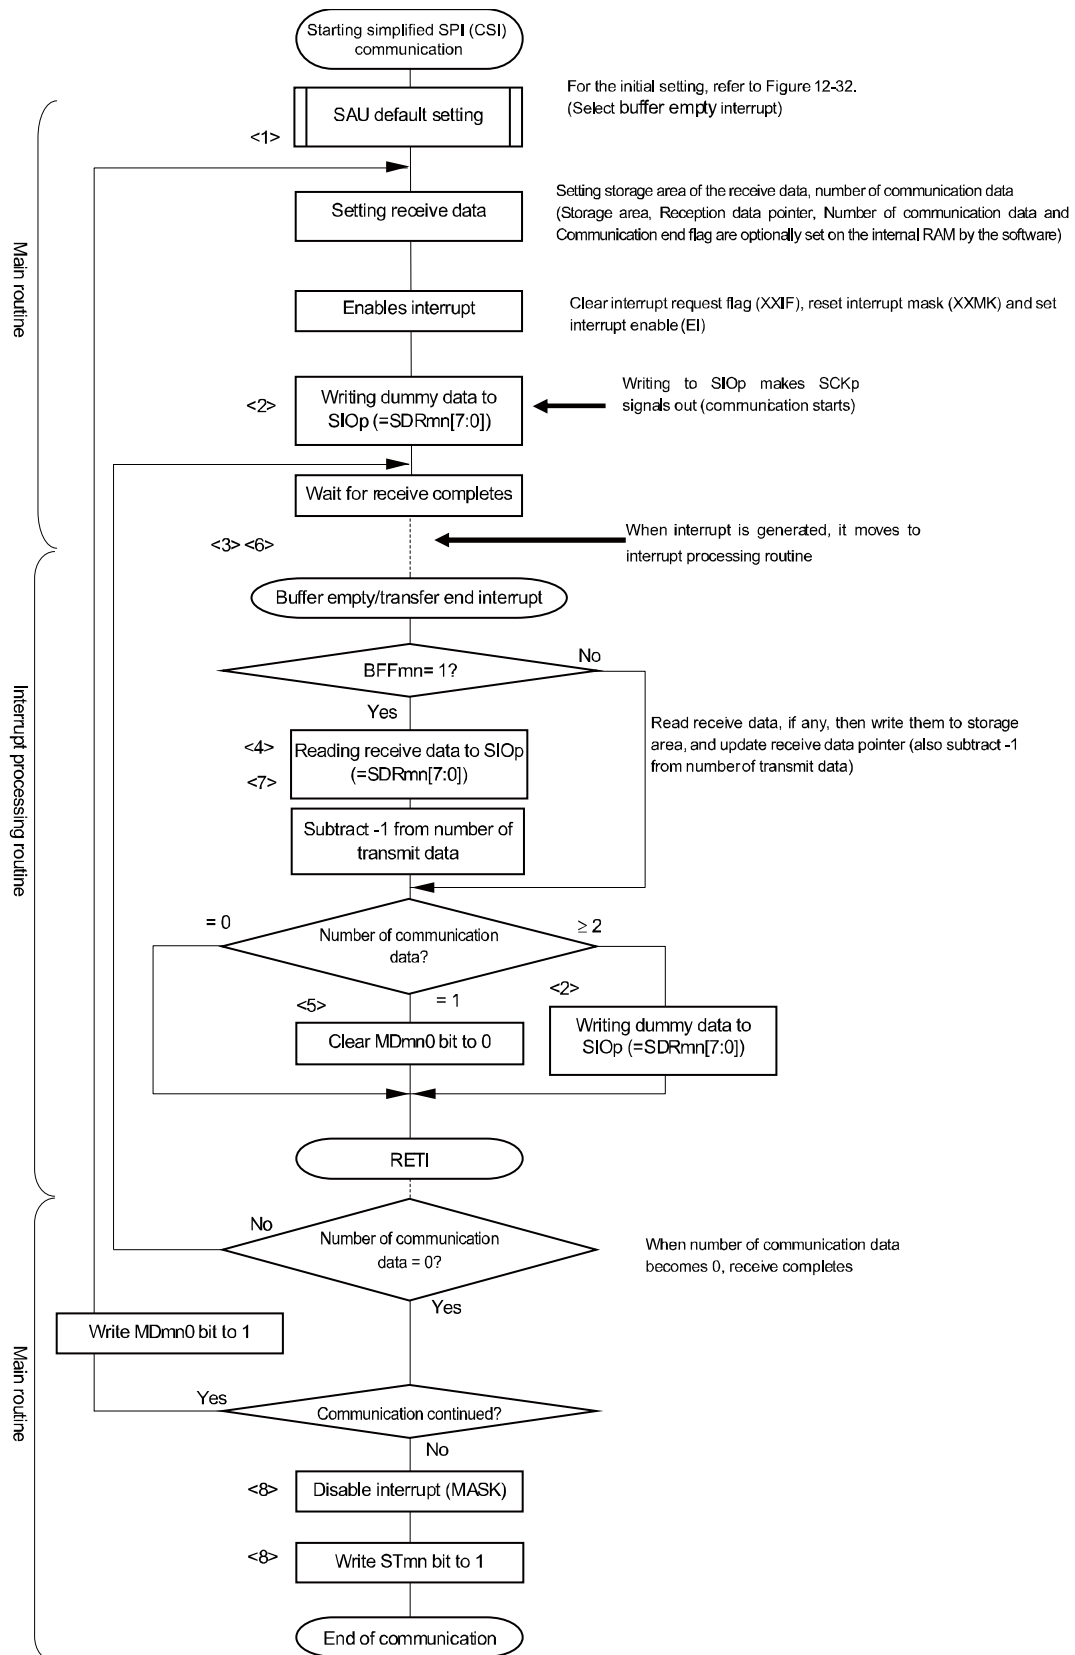 Starting simplified SPI (CSI)
communication
For the initial setting, refer to Figure 12-32.
(Select buffer empty interrupt)
SAU default setting
<1>
Setting storage area of the receive data, number of communication data
(Storage area, Reception data pointer, Number of communication data and
Communication end flag are optionally set on the internal RAM by the software)
Setting receive data
Main routine
Enables interrupt
Clear interrupt request flag (XXIF), reset interrupt mask (XXMK) and set
interrupt enable (EI)
Writing dummy data to
SIOp (=SDRmn[7:0])
<2>
Writing to SIOp makes SCKp
signals out (communication starts)
Wait for receive completes
<3> <6>
When interrupt is generated, it moves to
interrupt processing routine
Buffer empty/transfer end interrupt
No
BFFmn= 1?
Yes
Read receive data, if any, then write them to storage
area, and update receive data pointer (also subtract -1
from number of transmit data)
<4>
<7>
Reading receive data to SIOp
(=SDRmn[7:0])
Interrupt processing routine
Subtract -1 from number of
transmit data
= 0
≥ 2
Number of communication
data?
= 1
<5>
<2>
Clear MDmn0 bit to 0
Writing dummy data to
SIOp (=SDRmn[7:0])
RETI
No
Number of communication
data = 0?
When number of communication data
becomes 0, receive completes
Yes
Write MDmn0 bit to 1
Main routine
Yes
Communication continued?
No
<8>
Disable interrupt (MASK)
<8>
Write STmn bit to 1
End of communication